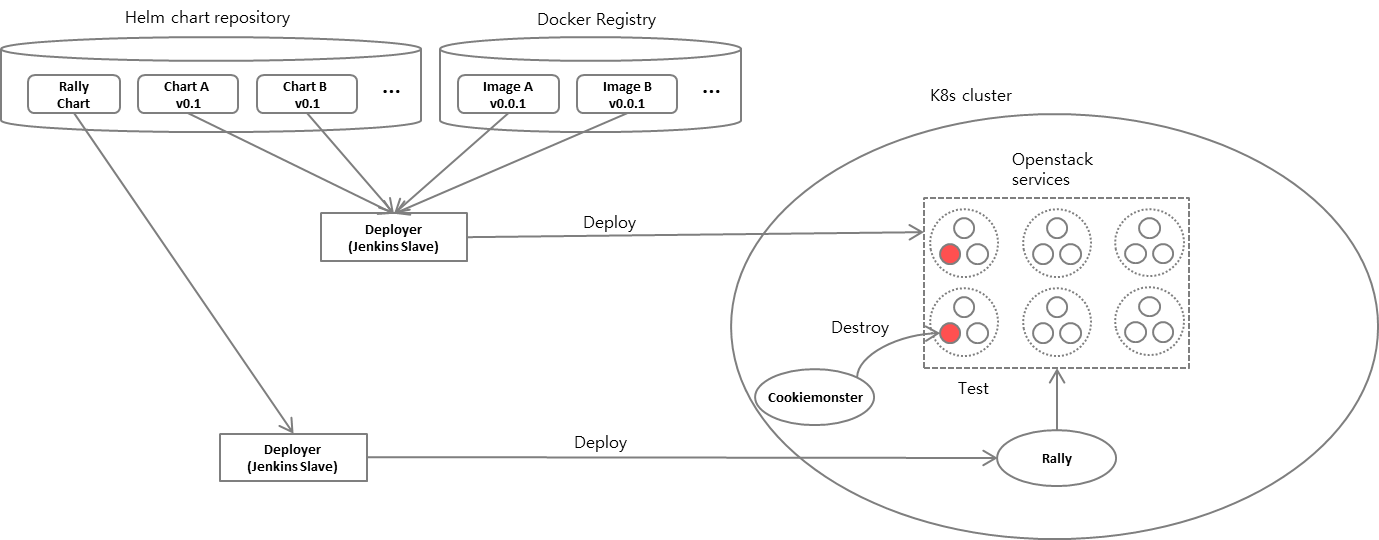 Helm chart repository
Docker Registry
Rally
Chart
Chart A
v0.1
Chart B
v0.1
...
Image A
v0.0.1
Image B
v0.0.1
...
K8s cluster
Openstack
services
Deployer
(Jenkins Slave)
Deploy
Destroy
Cookiemonster
Test
Deployer
(Jenkins Slave)
Deploy
Rally